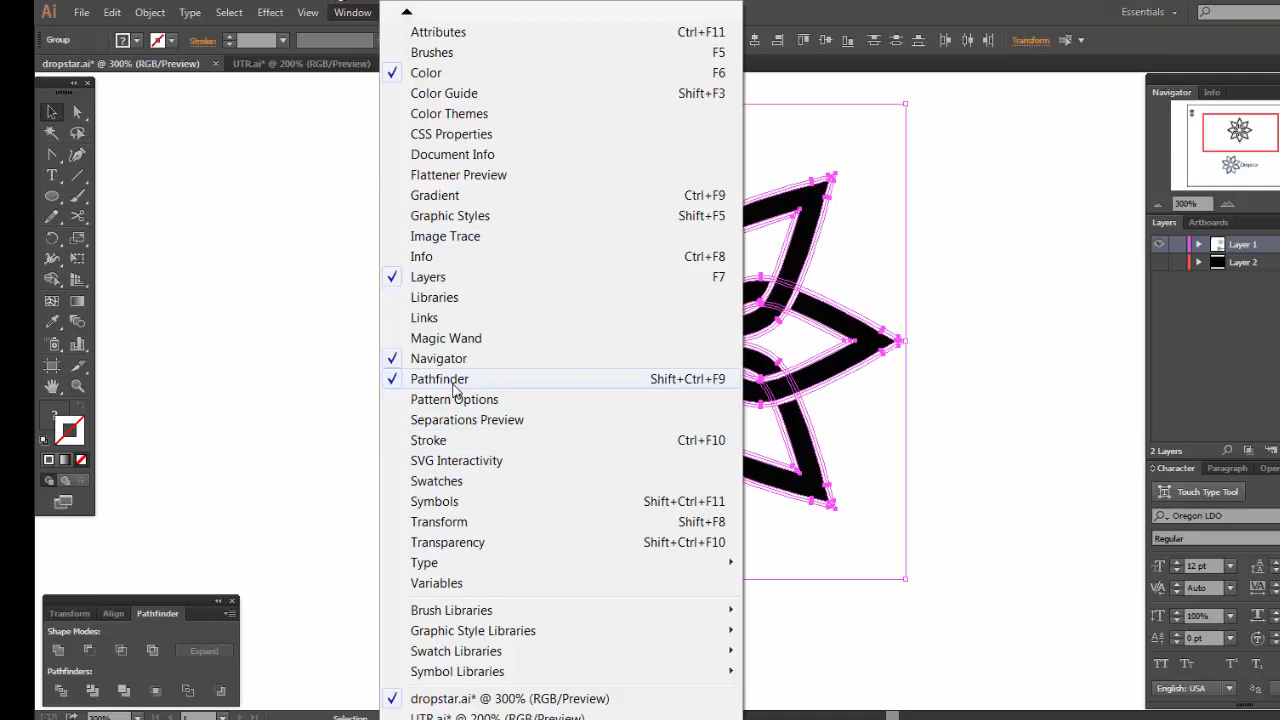 Ai File Edit Object Type Select Effect View Window Essentials
Group Stroke: Transform
dropstar.ai* @ 300% (RGB/Preview) × UTR.ai* @ 200% (RGB/Preview)
Attributes Ctrl+F11
Brushes F5
Color F6
Color Guide Shift+F3
Color Themes
CSS Properties
Document Info
Flattener Preview
Gradient Ctrl+F9
Graphic Styles Shift+F5
Image Trace
Info Ctrl+F8
Layers F7
Libraries
Links
Magic Wand
Navigator
Pathfinder Shift+Ctrl+F9
Pattern Options
Separations Preview
Stroke Ctrl+F10
SVG Interactivity
Swatches
Symbols Shift+Ctrl+F11
Transform Shift+F8
Transparency Shift+Ctrl+F10
Type
Variables
Brush Libraries
Graphic Style Libraries
Swatch Libraries
Symbol Libraries
dropstar.ai* @ 300% (RGB/Preview)
UTR.ai* @ 200% (RGB/Preview)
Transform Align Pathfinder
Shape Modes:
Expand
Pathfinders:
300% 1 Selection
Navigator Info
Dropstar
300%
Layers Artboards
Layer 1
Layer 2
2 Layers
Character Paragraph Open
Touch Type Tool
Oregon LDO
Regular
12 pt
Auto
100%
0 pt
English: USA